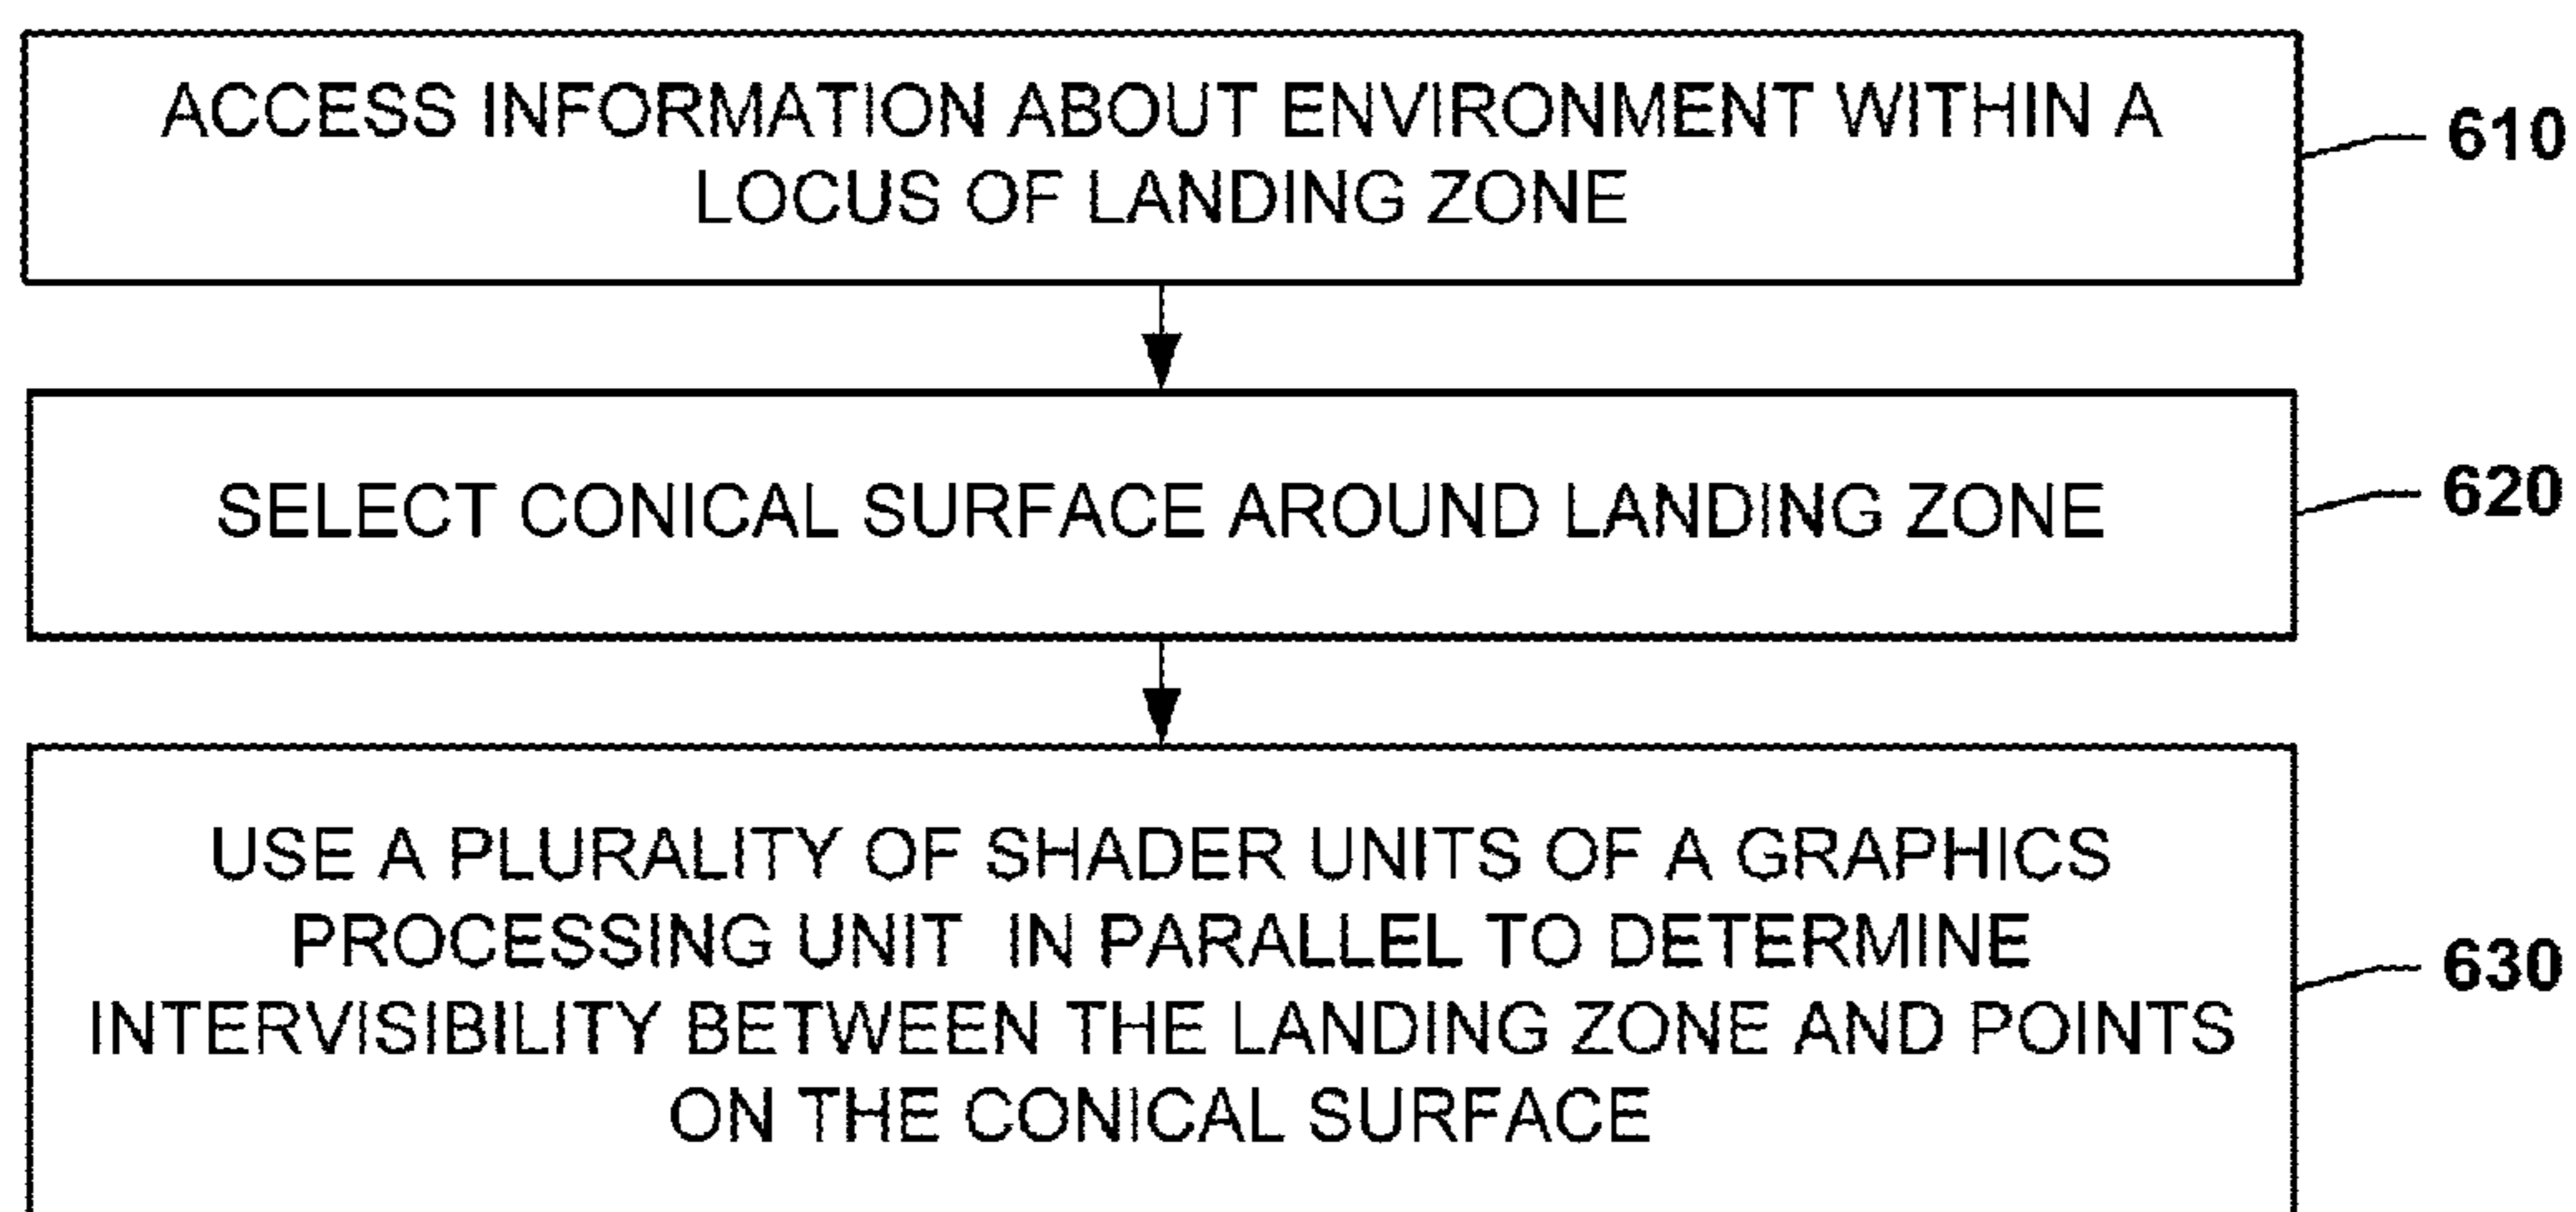 ACCESS INFORMATION ABOUT ENVIRONMENT WITHIN A
LOCUS OF LANDING ZONE
610
SELECT CONICAL SURFACE AROUND LANDING ZONE
620
USE A PLURALITY OF SHADER UNITS OF A GRAPHICS
PROCESSING UNIT IN PARALLEL TO DETERMINE
INTERVISIBILITY BETWEEN THE LANDING ZONE AND POINTS
ON THE CONICAL SURFACE
630